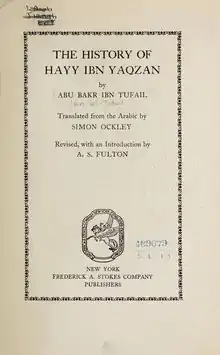 THE HISTORY OF
HAYY IBN YAQZAN
by
ABU BAKR IBN TUFAIL
Translated from the Arabic by
SIMON OCKLEY
Revised, with an Introduction by
A. S. FULTON
NEW YORK
FREDERICK A. STOKES COMPANY
PUBLISHERS